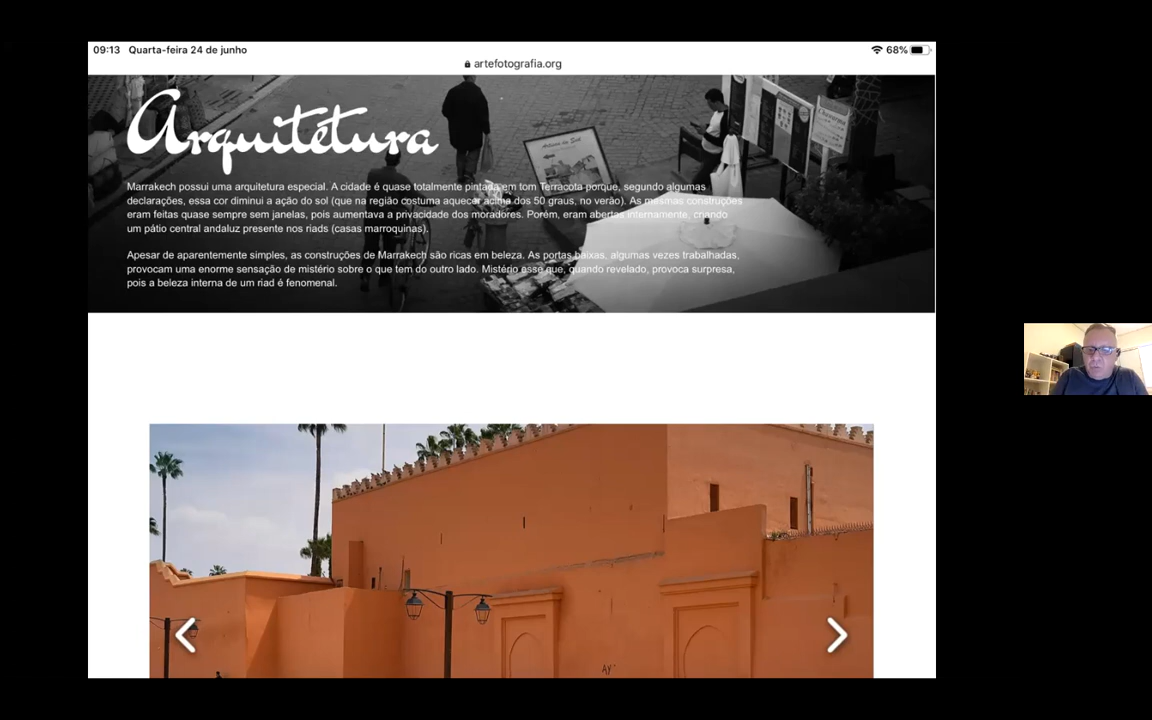 09:13 Quarta-feira 24 de junho
68%
artefotografia.org
Arquitetura
Marrakech possui uma arquitetura especial. A cidade é quase totalmente pintada em tom Terracota porque, segundo algumas
declarações, essa cor diminui a ação do sol (que na região costuma aquecer acima dos 50 graus, no verão). As mesmas construções
eram feitas quase sempre sem janelas, pois aumentava a privacidade dos moradores. Porém, eram abertas internamente, criando
um pátio central andaluz presente nos riads (casas marroquinas).
Apesar de aparentemente simples, as construções de Marrakech são ricas em beleza. As portas baixas, algumas vezes trabalhadas,
provocam uma enorme sensação de mistério sobre o que tem do outro lado. Mistério esse que, quando revelado, provoca surpresa,
pois a beleza interna de um riad é fenomenal.